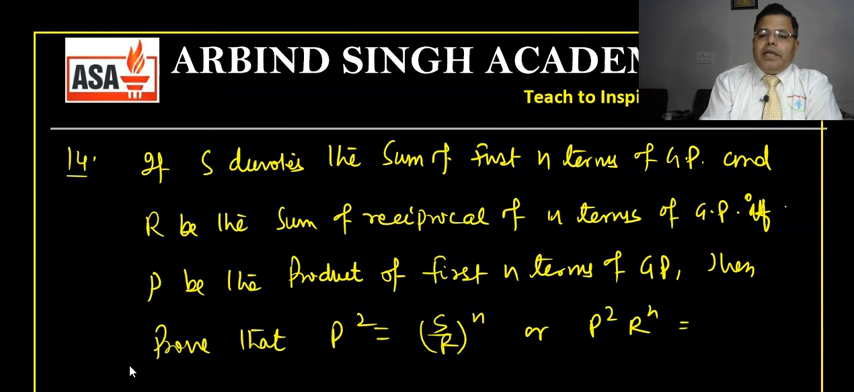 ARBIND SINGH ACADEM
ASA
Teach to Inspi
14. If S denotes the Sum of first n terms of G.P. and
R be the Sum of reciprocal of n terms of G.P. if
P be the Product of first n terms of GP, then
Prove that P² = (S/R)ⁿ or P² Rⁿ =